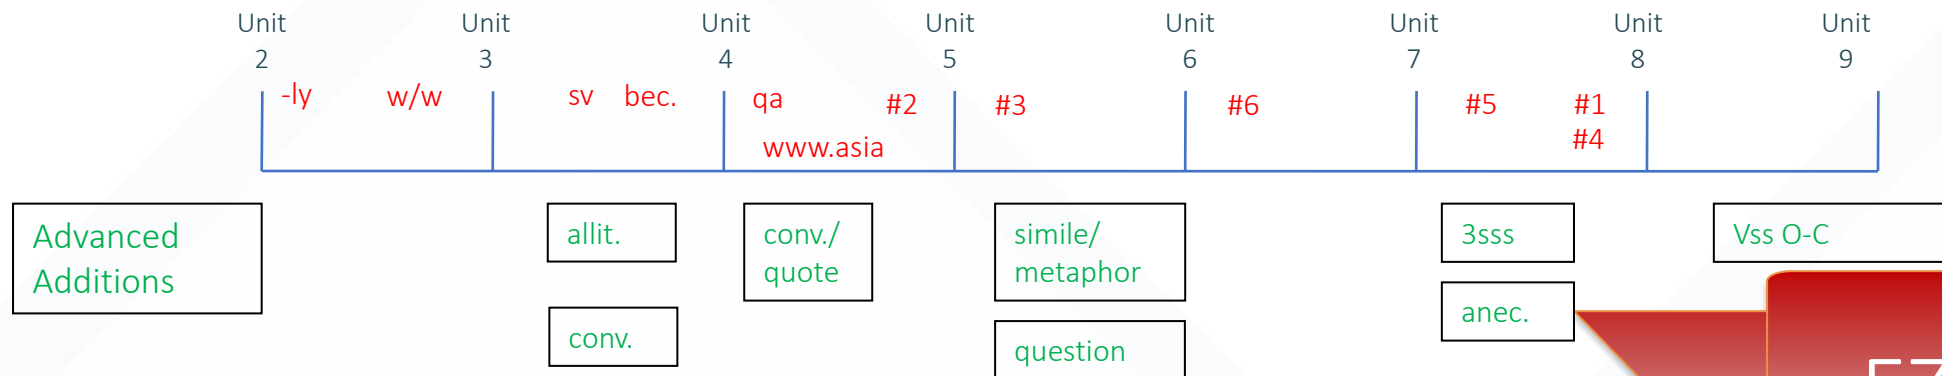 Unit Unit Unit Unit Unit Unit Unit Unit
2 3 4 5 6 7 8 9
-ly w/w sv bec. qa #2 #3 #6 #5 #1
www.asia #4
Advanced
Additions
allit.
conv.
conv./
quote
simile/
metaphor
question
3sss
anec.
Vss O-C